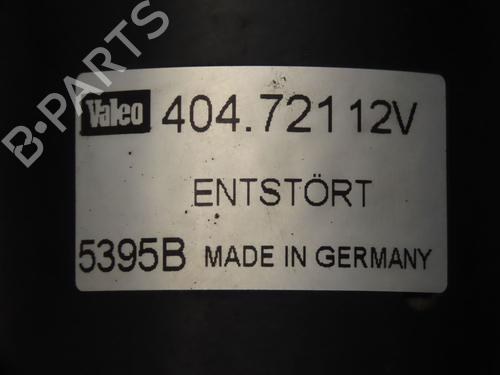 B-PARTS
Valeo 404.721 12V
ENTSTÖRT
5395B MADE IN GERMANY